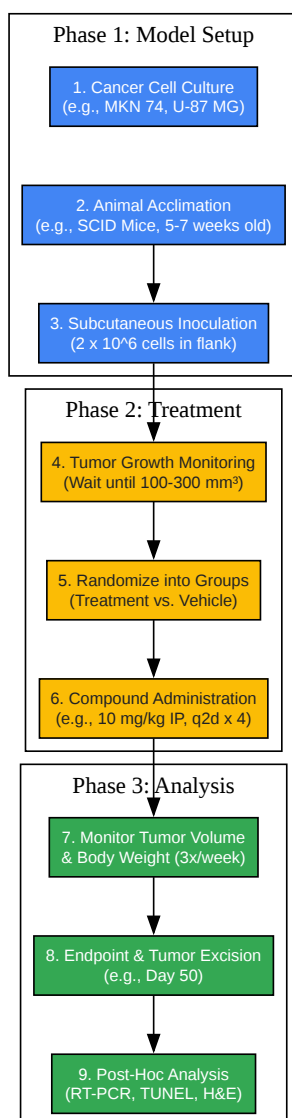 Phase 1: Model Setup
1. Cancer Cell Culture
(e.g., MKN 74, U-87 MG)
2. Animal Acclimation
(e.g., SCID Mice, 5-7 weeks old)
3. Subcutaneous Inoculation
(2 x 10^6 cells in flank)
Phase 2: Treatment
4. Tumor Growth Monitoring
(Wait until 100-300 mm³)
5. Randomize into Groups
(Treatment vs. Vehicle)
6. Compound Administration
(e.g., 10 mg/kg IP, q2d x 4)
Phase 3: Analysis
7. Monitor Tumor Volume
& Body Weight (3x/week)
8. Endpoint & Tumor Excision
(e.g., Day 50)
9. Post-Hoc Analysis
(RT-PCR, TUNEL, H&E)